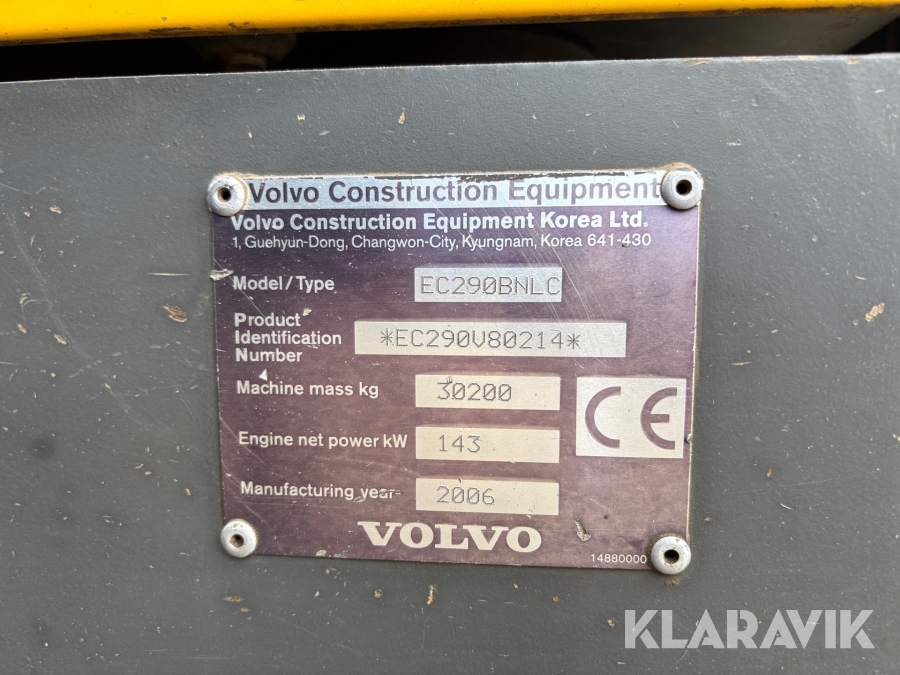 Volvo Construction Equipment
Volvo Construction Equipment Korea Ltd.
1, Guehyun-Dong, Changwon-City, Kyungnam, Korea 641-430
Model/Type EC290BNLC
Product
Identification
Number *EC290V80214*
Machine mass kg 30200
Engine net power kW 143
Manufacturing year 2006
CE
VOLVO
14880000
KLARAVIK